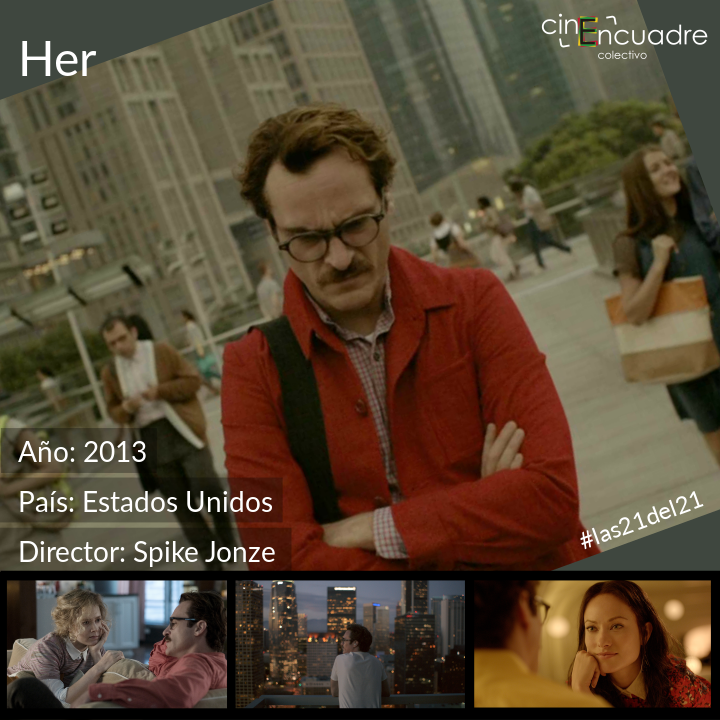 Her
cinEncuadre
colectivo
Año: 2013
País: Estados Unidos
Director: Spike Jonze
#las21del21